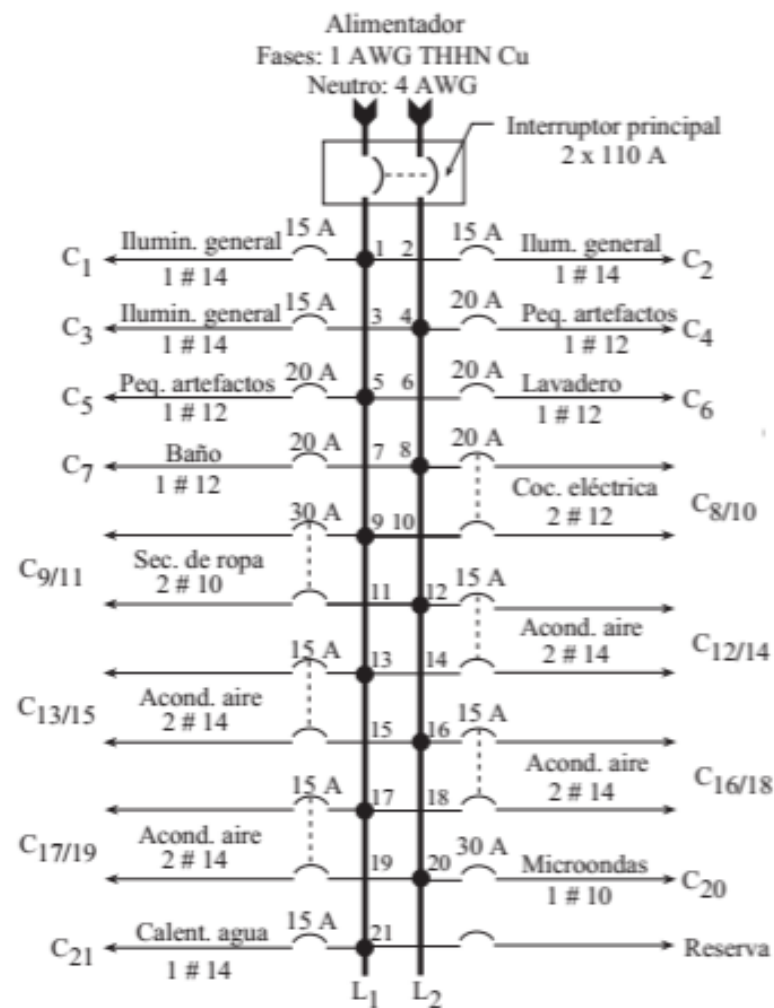 Alimentador
Fases: 1 AWG THHN Cu
Neutro: 4 AWG
Interruptor principal
2 x 110 A
C1 Ilumin. general 15 A 1 2 15 A Ilum. general C2
1 # 14 1 # 14
C3 Ilumin. general 15 A 3 4 20 A Peq. artefactos C4
1 # 14 1 # 12
C5 Peq. artefactos 20 A 5 6 20 A Lavadero C6
1 # 12 1 # 12
C7 Baño 20 A 7 8 20 A
1 # 12
Coc. eléctrica C8/10
2 # 12
30 A 9 10
C9/11 Sec. de ropa
2 # 10
11 12 15 A
Acond. aire C12/14
2 # 14
15 A 13 14
C13/15 Acond. aire
2 # 14
15 16 15 A
Acond. aire C16/18
2 # 14
15 A 17 18
C17/19 Acond. aire
2 # 14
19 20 30 A Microondas C20
1 # 10
C21 Calent. agua 15 A 21 Reserva
1 # 14
L1 L2